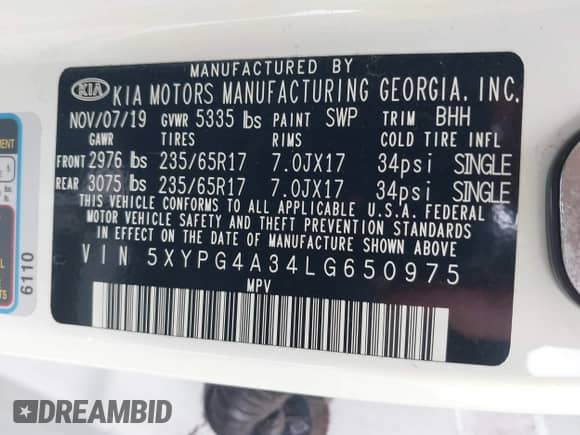 MANUFACTURED BY
KIA KIA MOTORS MANUFACTURING GEORGIA, INC.
NOV/07/19 GVWR 5335 lbs PAINT SWP TRIM BHH
GAWR TIRES RIMS COLD TIRE INFL
FRONT 2976 lbs 235/65R17 7.0JX17 34psi SINGLE
REAR 3075 lbs 235/65R17 7.0JX17 34psi SINGLE
THIS VEHICLE CONFORMS TO ALL APPLICABLE U.S.A. FEDERAL
MOTOR VEHICLE SAFETY AND THEFT PREVENTION STANDARDS
IN EFFECT ON THE DATE OF MANUFACTURE SHOWN ABOVE
VIN 5XYPG4A34LG650975
MPV
6110
DREAMBID